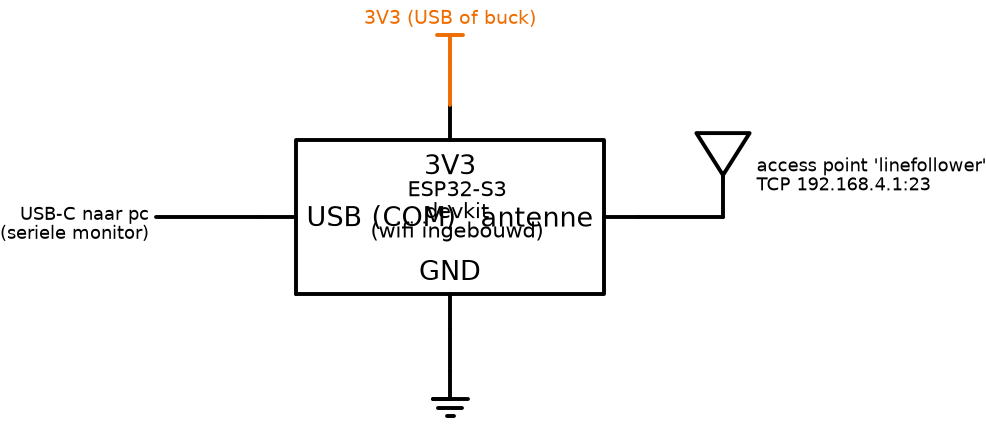 3V3 (USB of buck)
3V3
ESP32-S3
devkit
(wifi ingebouwd)
USB (COM)
antenne
GND
USB-C naar pc
(seriele monitor)
access point 'linefollower'
TCP 192.168.4.1:23